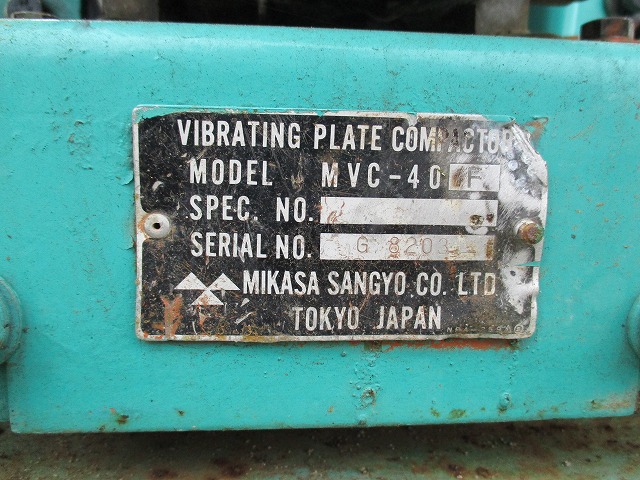 VIBRATING PLATE COMPACTOR
MODEL MVC-40 F
SPEC. NO.
SERIAL NO.
MIKASA SANGYO.CO. LTD
TOKYO JAPAN